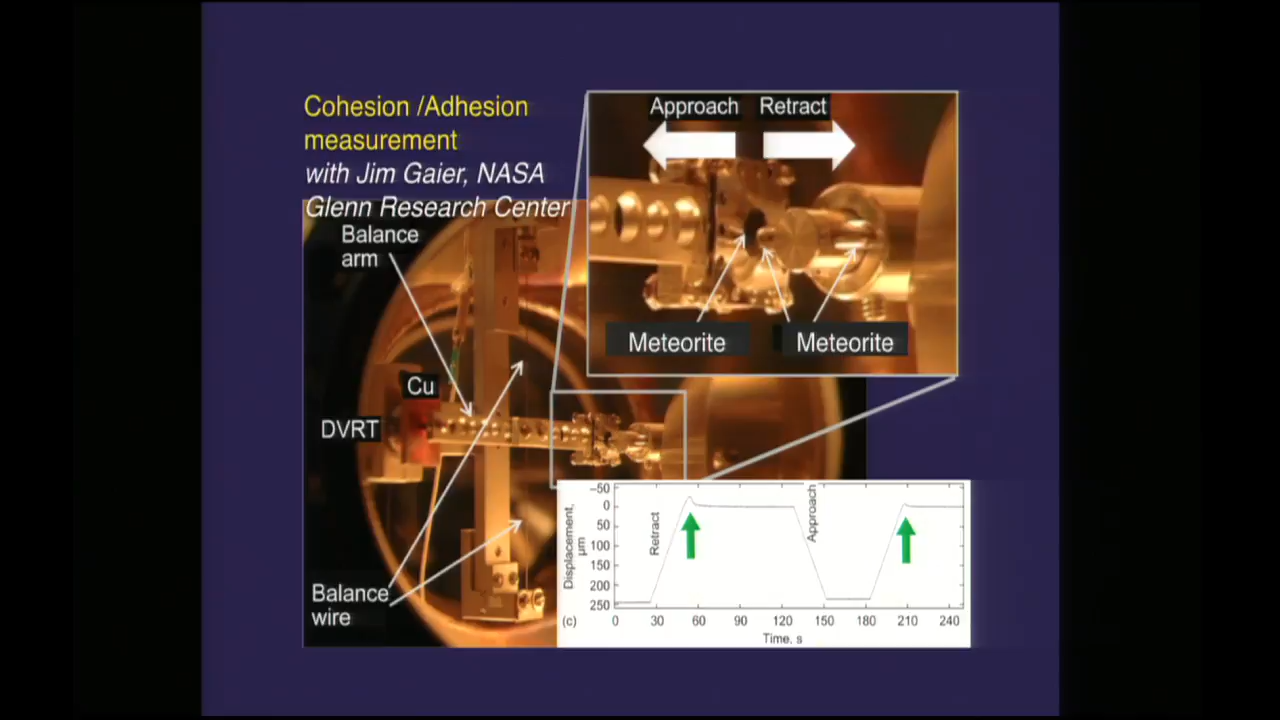 Cohesion /Adhesion
measurement
with Jim Gaier, NASA
Glenn Research Center
Approach
Retract
Meteorite
Meteorite
Balance
arm
Cu
DVRT
Balance
wire
Displacement,
µm
−50
0
50
100
150
200
250
Retract
Approach
0 30 60 90 120 150 180 210 240
(c)
Time, s